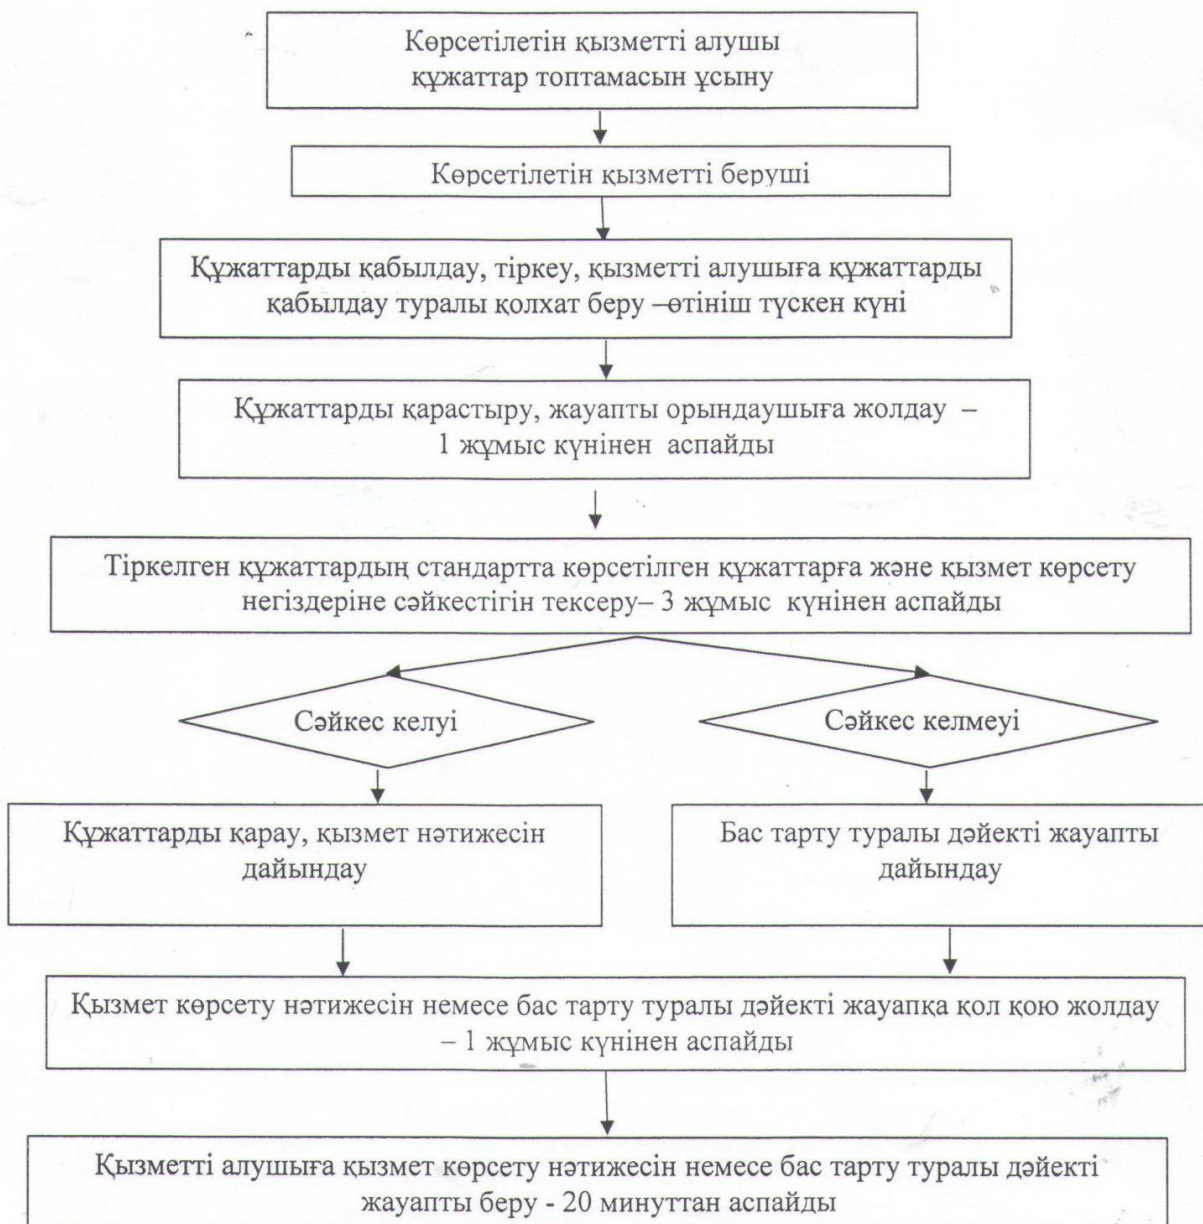 Көрсетілетін қызметті алушы
құжаттар топтамасын ұсыну
Көрсетілетін қызметті беруші
Құжаттарды қабылдау, тіркеу, қызметті алушыға құжаттарды
қабылдау туралы қолхат беру –өтініш түскен күні
Құжаттарды қарастыру, жауапты орындаушыға жолдау –
1 жұмыс күнінен аспайды
Тіркелген құжаттардың стандартта көрсетілген құжаттарға және қызмет көрсету
негіздеріне сәйкестігін тексеру– 3 жұмыс күнінен аспайды
Сәйкес келуі
Сәйкес келмеуі
Құжаттарды қарау, қызмет нәтижесін
дайындау
Бас тарту туралы дәйекті жауапты
дайындау
Қызмет көрсету нәтижесін немесе бас тарту туралы дәйекті жауапқа қол қою жолдау
– 1 жұмыс күнінен аспайды
Қызметті алушыға қызмет көрсету нәтижесін немесе бас тарту туралы дәйекті
жауапты беру - 20 минуттан аспайды